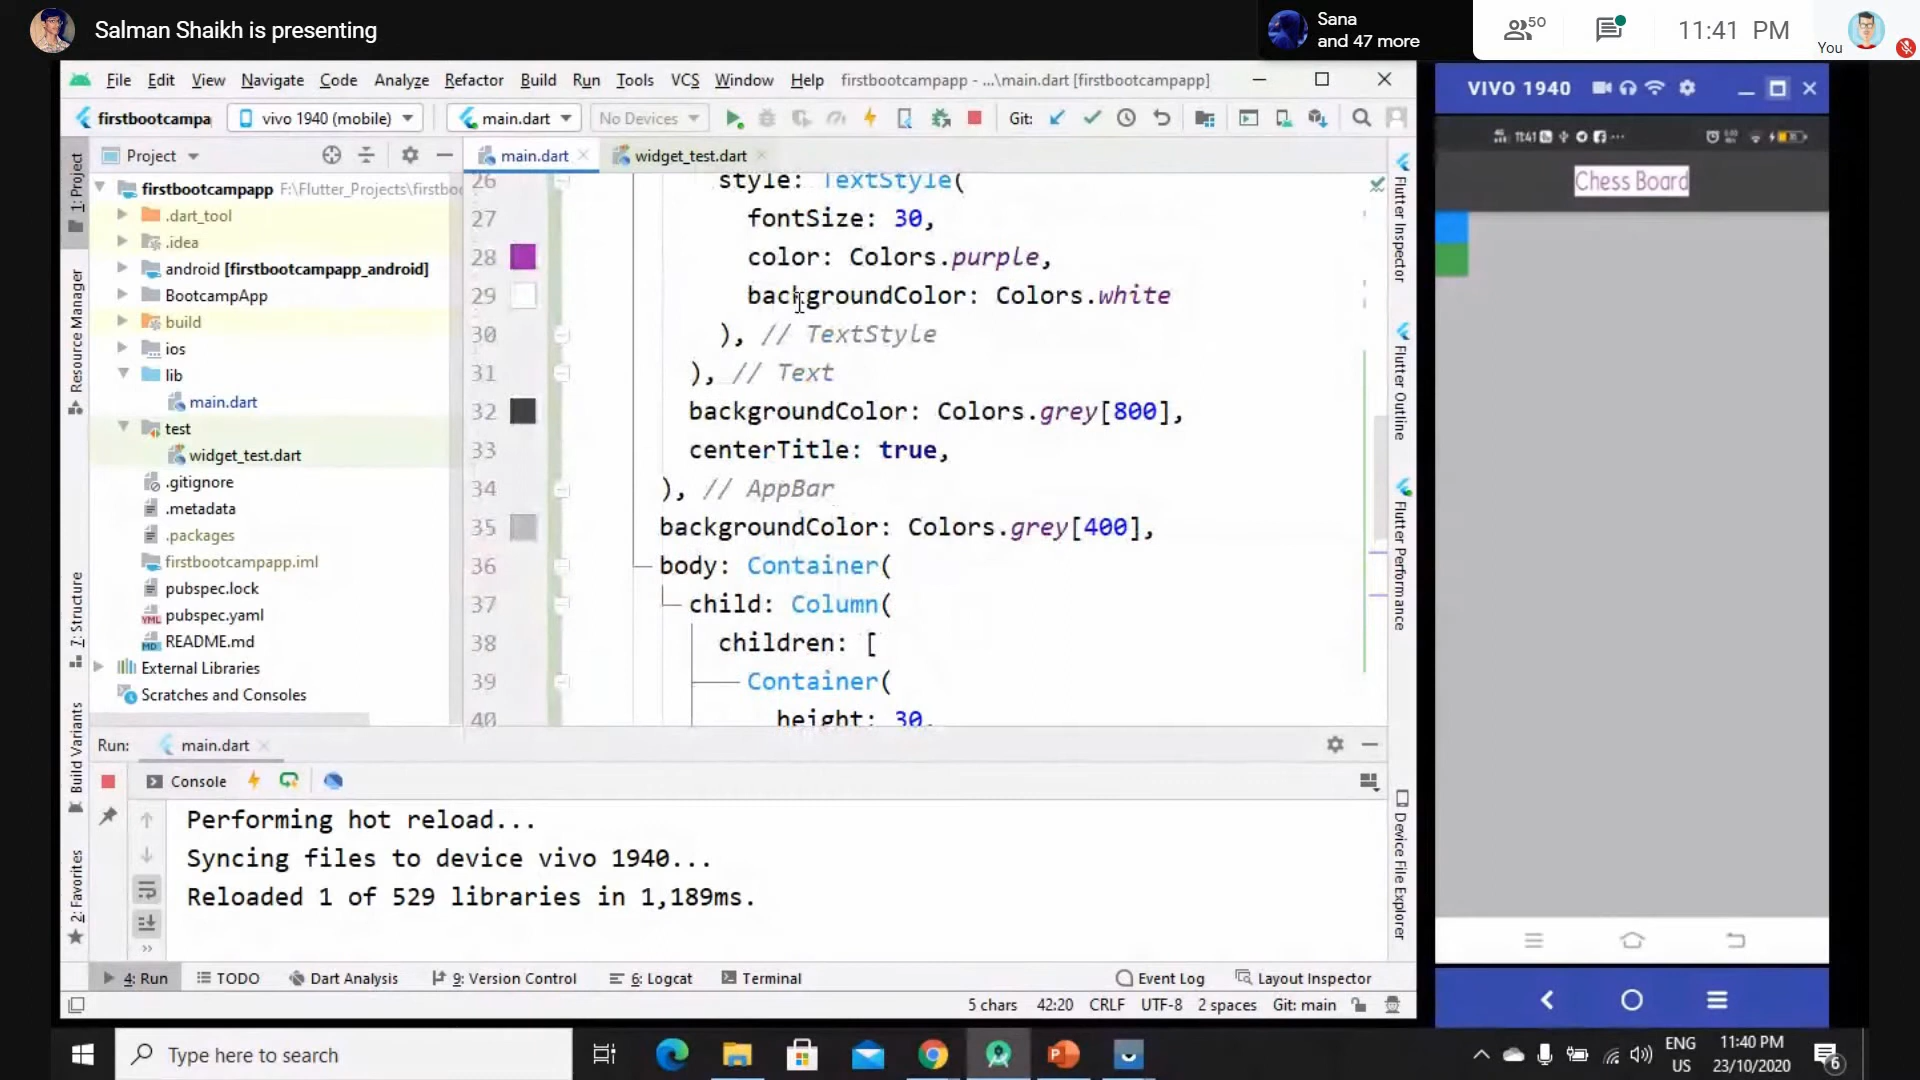 Salman Shaikh is presenting
Sana
and 47 more
50
11:41 PM
You
File Edit View Navigate Code Analyze Refactor Build Run Tools VCS Window Help firstbootcampapp - ...\main.dart [firstbootcampapp]
firstbootcampa
vivo 1940 (mobile)
main.dart
No Devices
Git:
VIVO 1940
11:41
Chess Board
Project
main.dart
widget_test.dart
firstbootcampapp F:\Flutter_Projects\firstbo
.dart_tool
.idea
android [firstbootcampapp_android]
BootcampApp
build
ios
lib
main.dart
test
widget_test.dart
.gitignore
.metadata
.packages
firstbootcampapp.iml
pubspec.lock
pubspec.yaml
README.md
External Libraries
Scratches and Consoles
1: Project
Resource Manager
7: Structure
Build Variants
2: Favorites
26 style: TextStyle(
27 fontSize: 30,
28 color: Colors.purple,
29 backgroundColor: Colors.white
30 ), // TextStyle
31 ), // Text
32 backgroundColor: Colors.grey[800],
33 centerTitle: true,
34 ), // AppBar
35 backgroundColor: Colors.grey[400],
36 body: Container(
37 child: Column(
38 children: [
39 Container(
40 height: 30,
Flutter Inspector
Flutter Outline
Flutter Performance
Device File Explorer
Run: main.dart
Console
Performing hot reload...
Syncing files to device vivo 1940...
Reloaded 1 of 529 libraries in 1,189ms.
4: Run TODO Dart Analysis 9: Version Control 6: Logcat Terminal Event Log Layout Inspector
5 chars 42:20 CRLF UTF-8 2 spaces Git: main
Type here to search
ENG
US
11:40 PM
23/10/2020
6